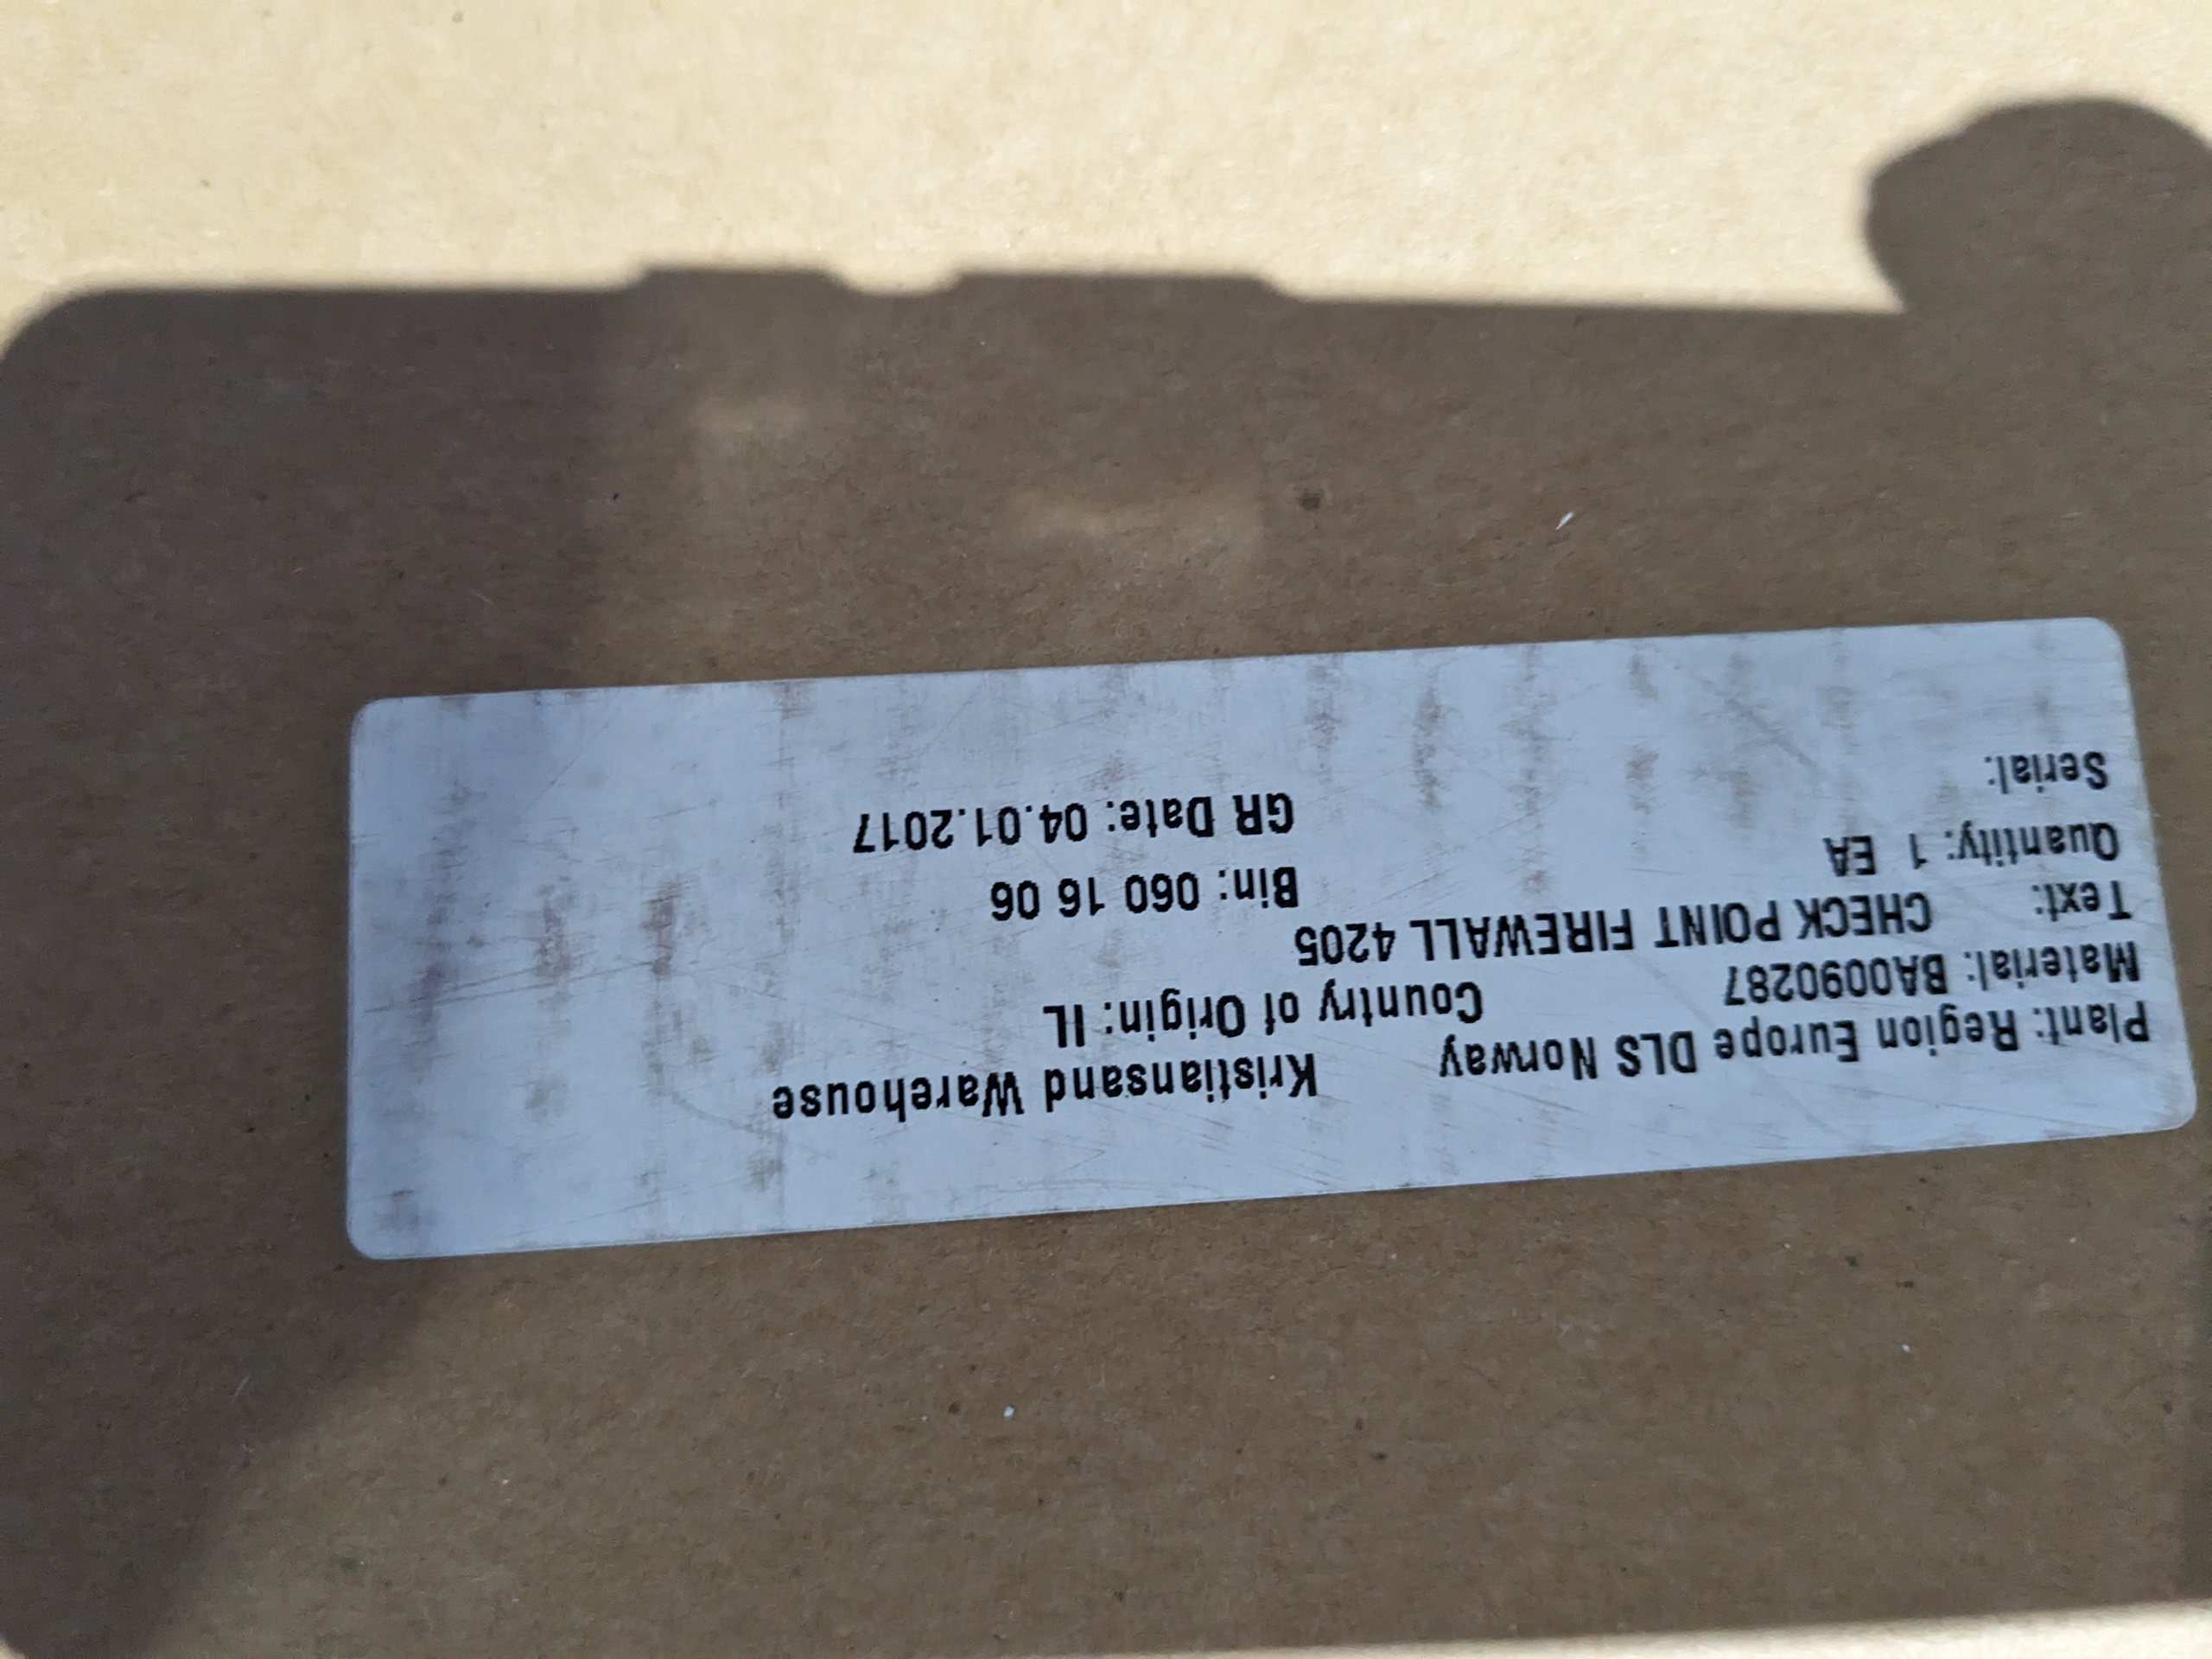 Plant: Region Europe DLS Norway Kristiansand Warehouse
Material: BA0090287 Country of Origin: IL
Text: CHECK POINT FIREWALL 4205
Quantity: 1 EA Bin: 060 16 06
Serial: GR Date: 04.01.2017